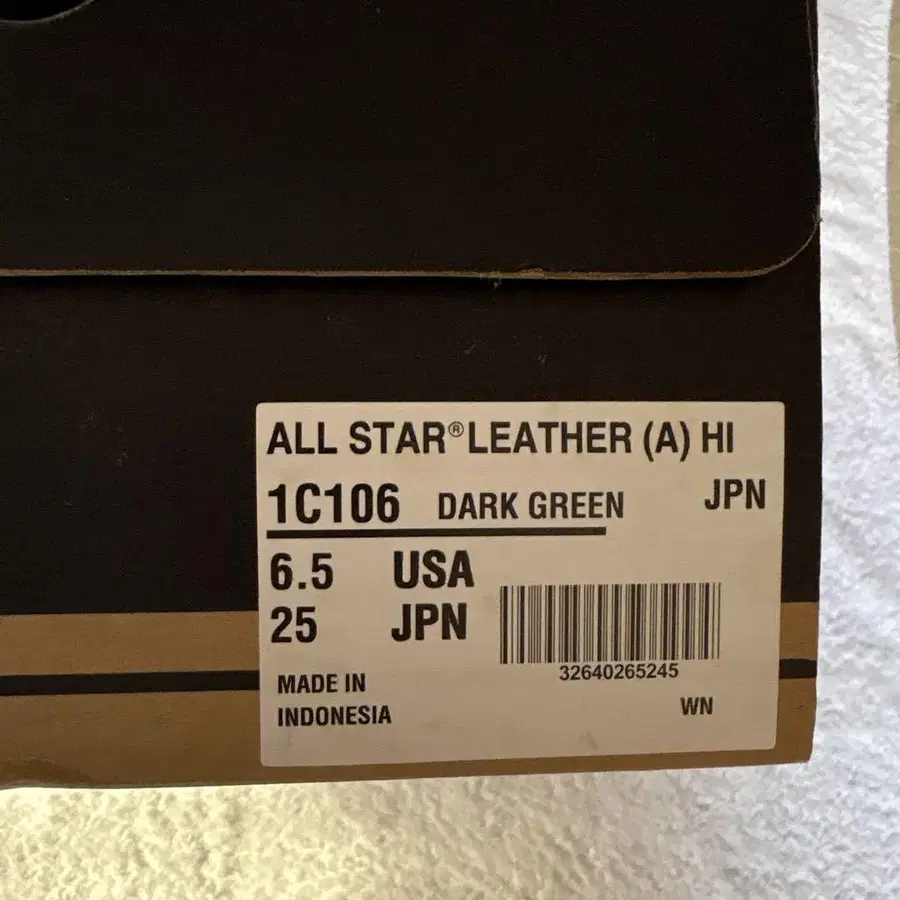 ALL STAR® LEATHER (A) HI
1C106 DARK GREEN JPN
6.5 USA
25 JPN
32640265245
MADE IN
INDONESIA
WN